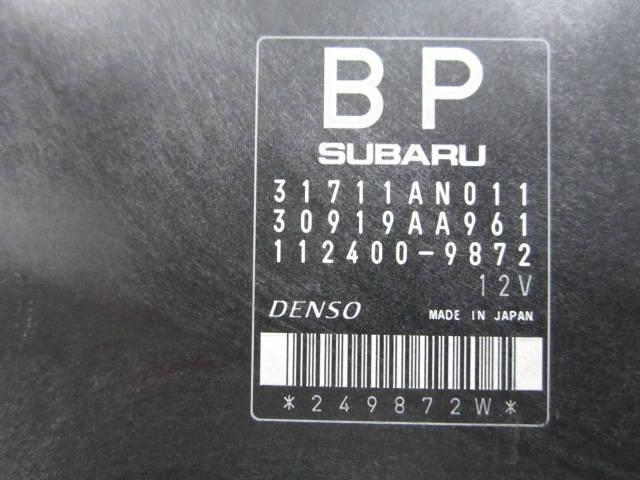 BP
SUBARU
31711AN011
30919AA961
112400-9872
12V
DENSO MADE IN JAPAN
*249872W*